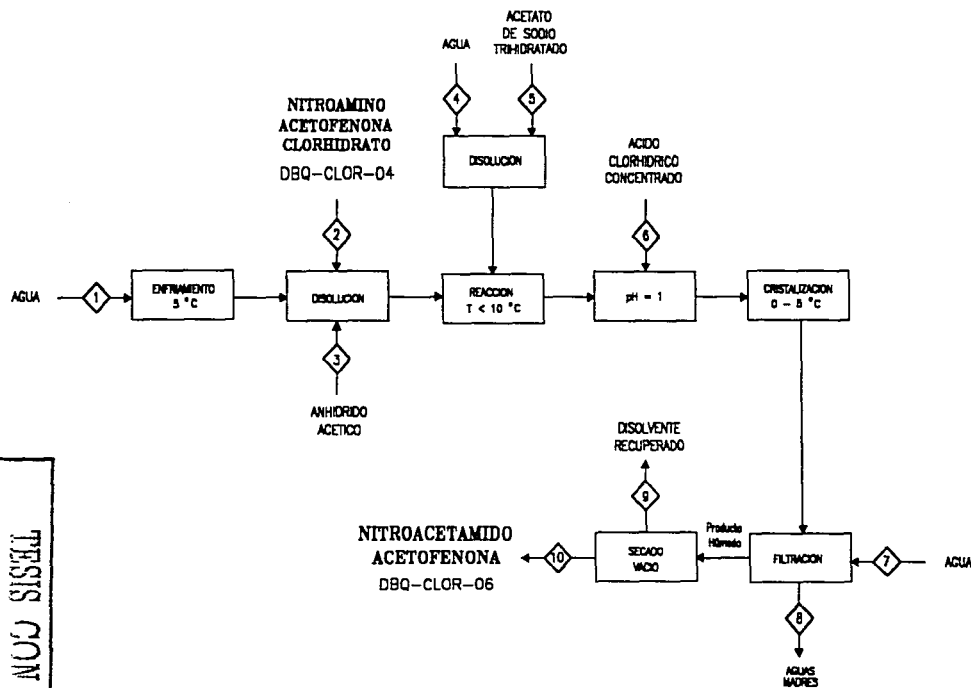 ACETATO
DE SODIO
TRIHIDRATADO
AGUA
4
5
NITROAMINO
ACETOFENONA
CLORHIDRATO
DBQ-CLOR-04
DISOLUCION
ACIDO
CLORHIDRICO
CONCENTRADO
2
6
AGUA
1
ENFRIAMIENTO
5 °C
DISOLUCION
REACCION
T < 10 °C
pH = 1
CRISTALIZACION
0 - 5 °C
3
ANHIDRIDO
ACETICO
DISOLVENTE
RECUPERADO
9
NITROACETAMIDO
ACETOFENONA
DBQ-CLOR-06
10
SECADO
VACIO
Producto
Húmedo
FILTRACION
7
AGUA
8
AGUAS
MADRES
TESIS CON